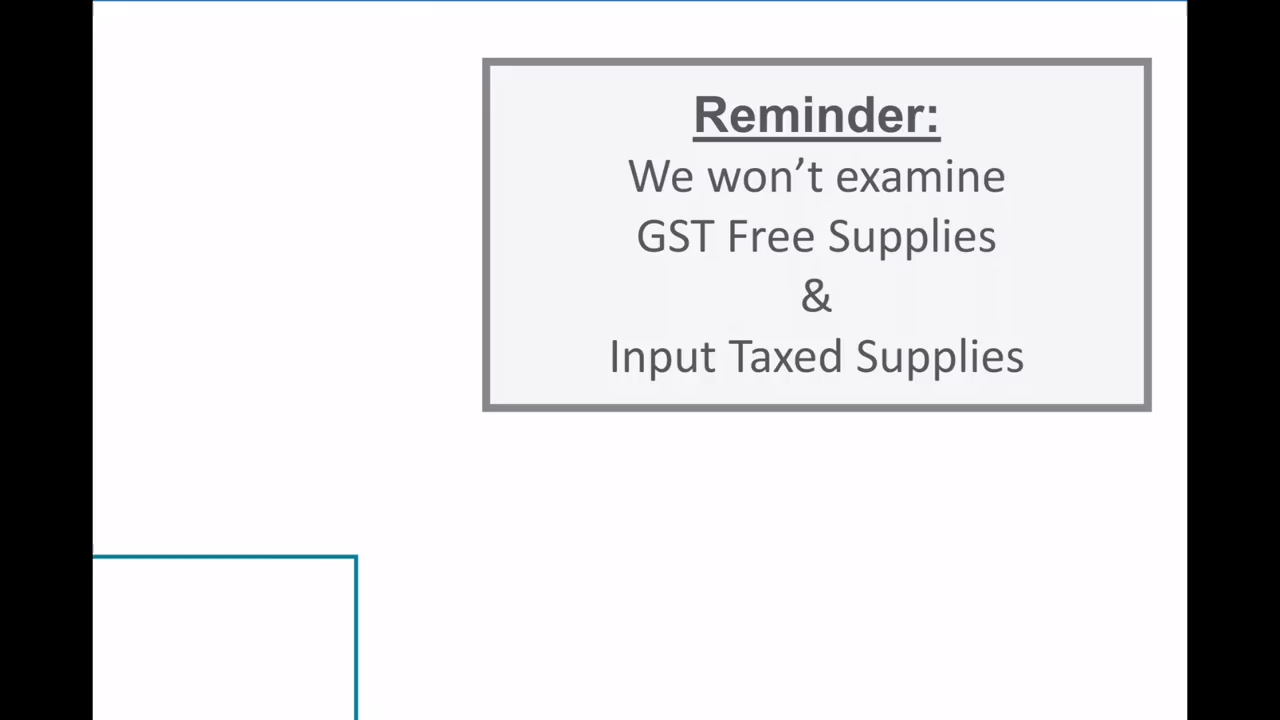 Reminder:
We won’t examine
GST Free Supplies
&
Input Taxed Supplies